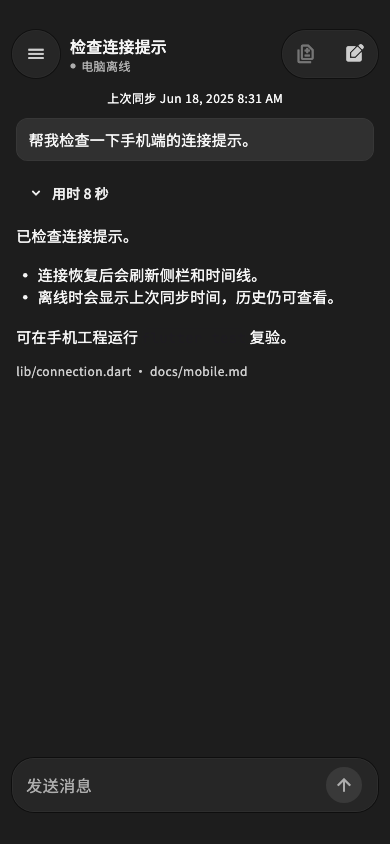 检查连接提示
电脑离线
上次同步 Jun 18, 2025 8:31 AM
帮我检查一下手机端的连接提示。
用时 8 秒
已检查连接提示。
• 连接恢复后会刷新侧栏和时间线。
• 离线时会显示上次同步时间，历史仍可查看。
可在手机工程运行 复验。
lib/connection.dart • docs/mobile.md
发送消息